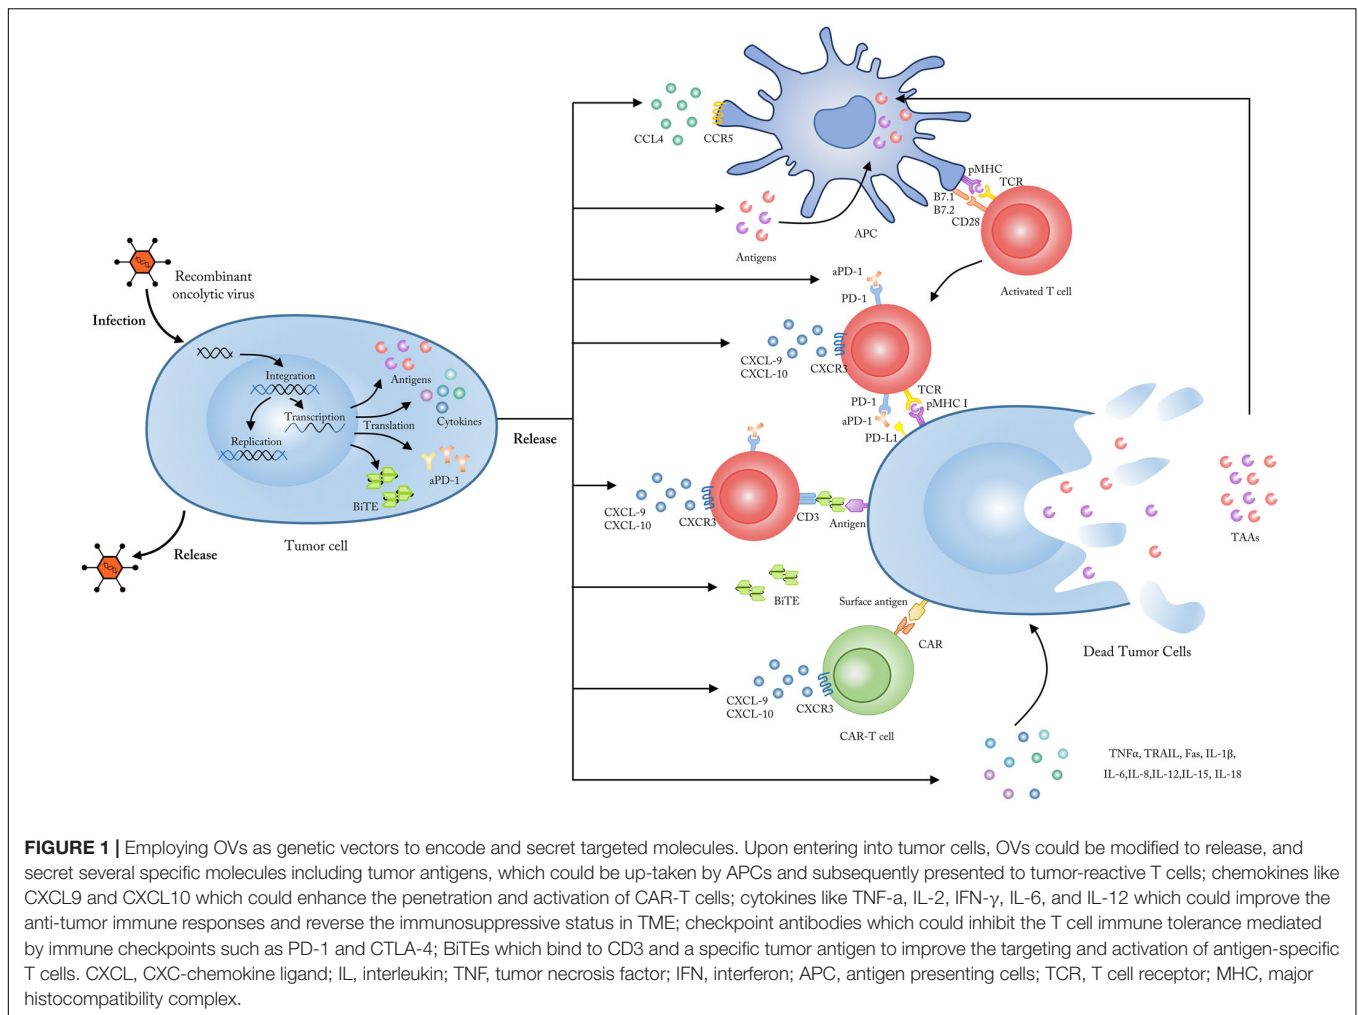 CCL4
CCR5
pMHC
TCR
B7.1
B7.2
CD28
APC
Antigens
Activated T cell
Recombinant
oncolytic virus
Infection
Integration
Transcription
Replication
Translation
Antigens
Cytokines
aPD-1
BiTE
Tumor cell
Release
Release
aPD-1
PD-1
CXCL-9
CXCL-10
CXCR3
PD-1
aPD-1
TCR
pMHC I
PD-L1
CXCL-9
CXCL-10
CXCR3
CD3
Antigen
TAAs
BiTE
Surface antigen
CAR
CXCL-9
CXCL-10
CXCR3
CAR-T cell
Dead Tumor Cells
TNFα, TRAIL, Fas, IL-1β,
IL-6,IL-8,IL-12,IL-15, IL-18
FIGURE 1 | Employing OVs as genetic vectors to encode and secret targeted molecules. Upon entering into tumor cells, OVs could be modified to release, and
secret several specific molecules including tumor antigens, which could be up-taken by APCs and subsequently presented to tumor-reactive T cells; chemokines like
CXCL9 and CXCL10 which could enhance the penetration and activation of CAR-T cells; cytokines like TNF-a, IL-2, IFN-γ, IL-6, and IL-12 which could improve the
anti-tumor immune responses and reverse the immunosuppressive status in TME; checkpoint antibodies which could inhibit the T cell immune tolerance mediated
by immune checkpoints such as PD-1 and CTLA-4; BiTEs which bind to CD3 and a specific tumor antigen to improve the targeting and activation of antigen-specific
T cells. CXCL, CXC-chemokine ligand; IL, interleukin; TNF, tumor necrosis factor; IFN, interferon; APC, antigen presenting cells; TCR, T cell receptor; MHC, major
histocompatibility complex.